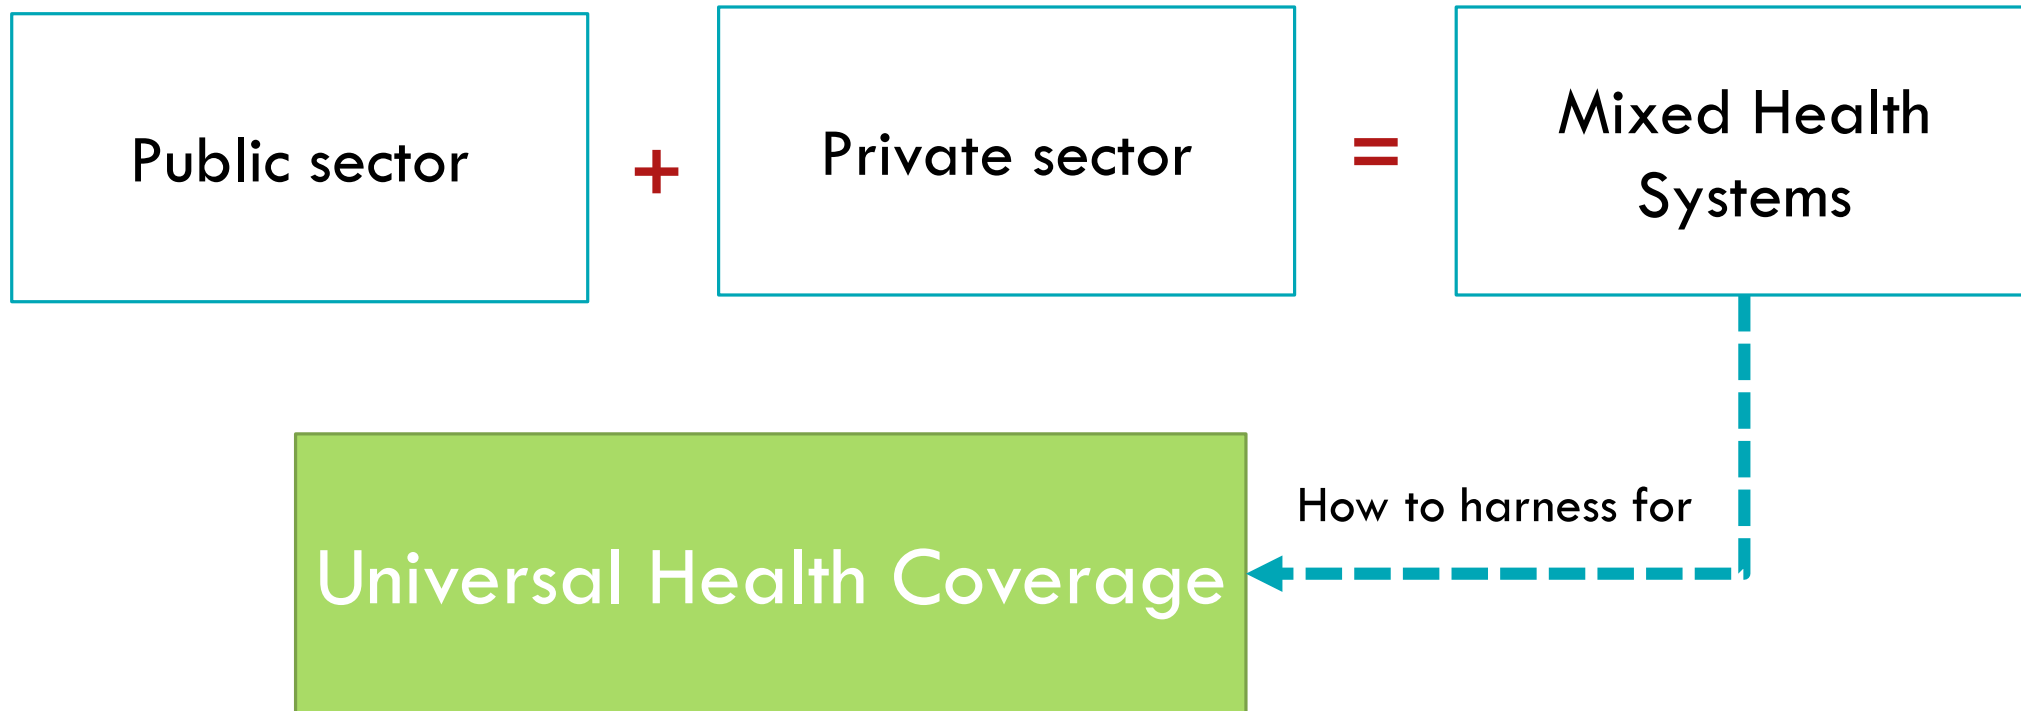 Public sector
+
Private sector
=
Mixed Health
Systems
How to harness for
Universal Health Coverage